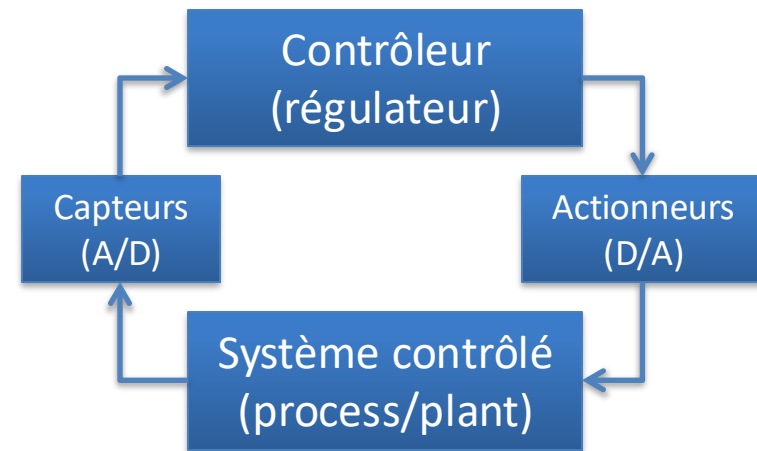 Contrôleur
(régulateur)
Capteurs
(A/D)
Actionneurs
(D/A)
Système contrôlé
(process/plant)